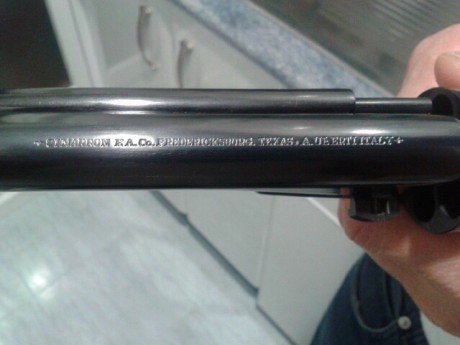 CIMARRON F.A.Co. FREDERICKSBURG, TEXAS, A.UBERTI ITALY